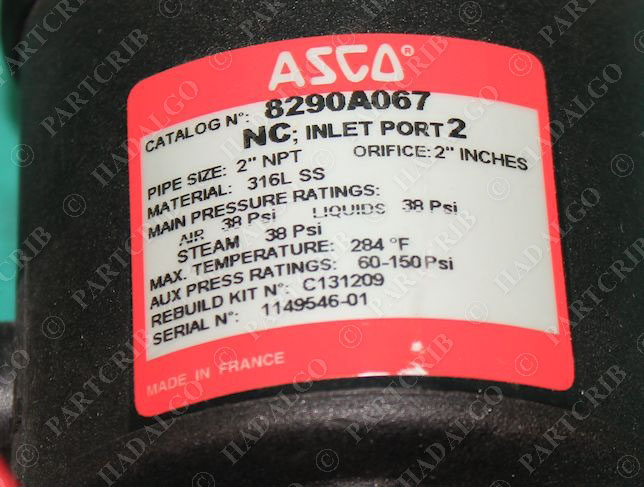 ASCO®
CATALOG N°: 8290A067
NC; INLET PORT 2
PIPE SIZE: 2" NPT ORIFICE: 2" INCHES
MATERIAL: 316L SS
MAIN PRESSURE RATINGS:
AIR 38 Psi LIQUIDS 38 Psi
STEAM 38 Psi
MAX. TEMPERATURE: 284 °F
AUX PRESS RATINGS: 60-150 Psi
REBUILD KIT N°: C131209
SERIAL N°: 1149546-01
MADE IN FRANCE
© PARTCRIB
© HADALGO